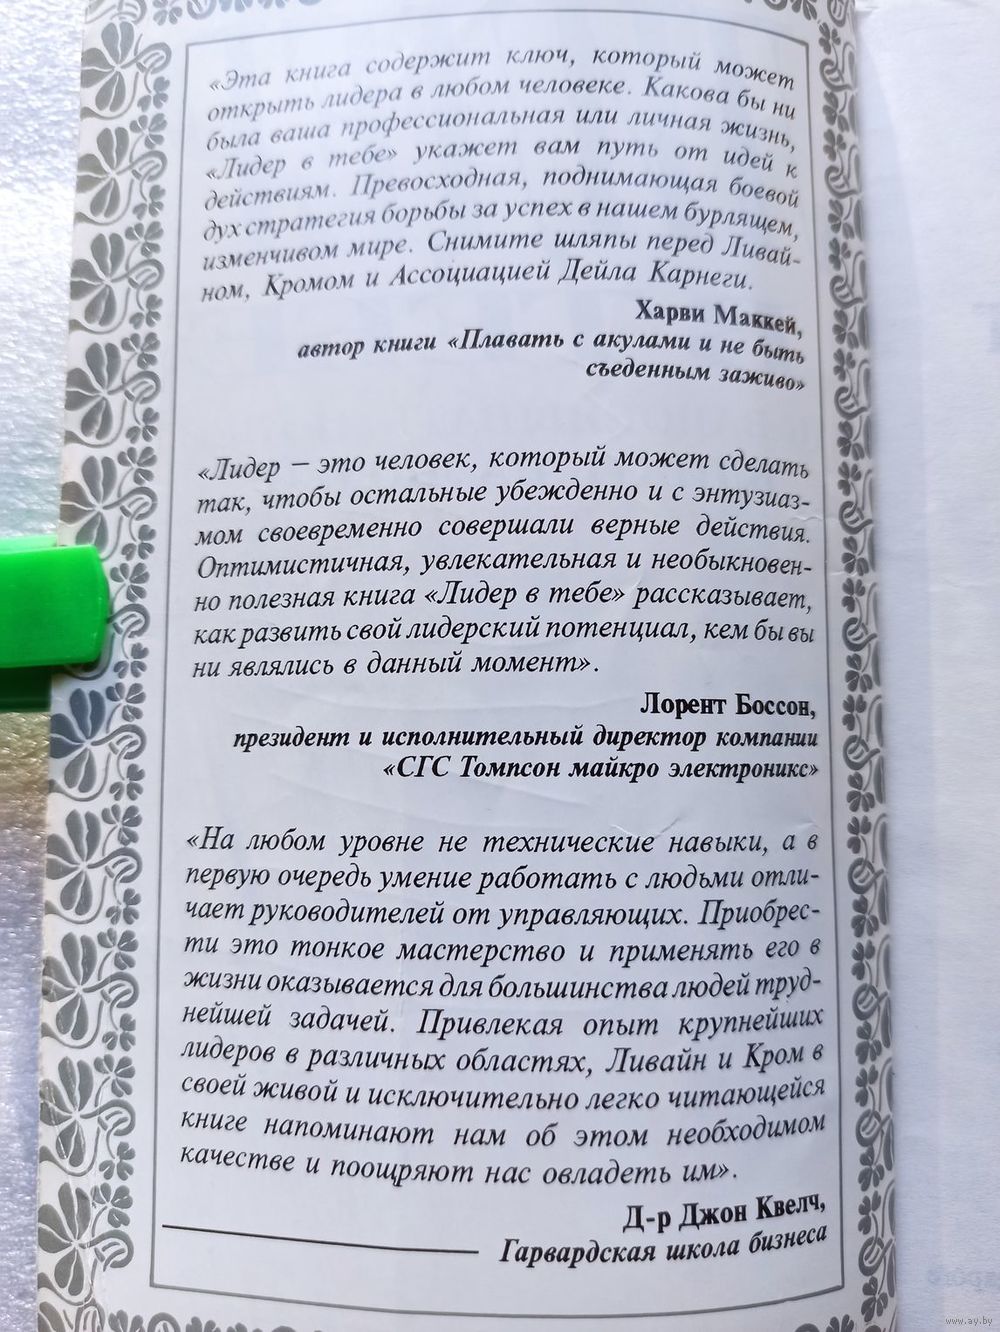 «Эта книга содержит ключ, который может
открыть лидера в любом человеке. Какова бы ни
была ваша профессиональная или личная жизнь,
«Лидер в тебе» укажет вам путь от идей к
действиям. Превосходная, поднимающая боевой
дух стратегия борьбы за успех в нашем бурлящем,
изменчивом мире. Снимите шляпы перед Ливай-
ном, Кромом и Ассоциацией Дейла Карнеги.
Харви Маккей,
автор книги «Плавать с акулами и не быть
съеденным заживо»
«Лидер – это человек, который может сделать
так, чтобы остальные убежденно и с энтузиаз-
мом своевременно совершали верные действия.
Оптимистичная, увлекательная и необыкновен-
но полезная книга «Лидер в тебе» рассказывает,
как развить свой лидерский потенциал, кем бы вы
ни являлись в данный момент».
Лорент Боссон,
президент и исполнительный директор компании
«СГС Томпсон майкро электроникс»
«На любом уровне не технические навыки, а в
первую очередь умение работать с людьми отли-
чает руководителей от управляющих. Приобрес-
ти это тонкое мастерство и применять его в
жизни оказывается для большинства людей труд-
нейшей задачей. Привлекая опыт крупнейших
лидеров в различных областях, Ливайн и Кром в
своей живой и исключительно легко читающейся
книге напоминают нам об этом необходимом
качестве и поощряют нас овладеть им».
Д-р Джон Квелч,
Гарвардская школа бизнеса
www.ay.by